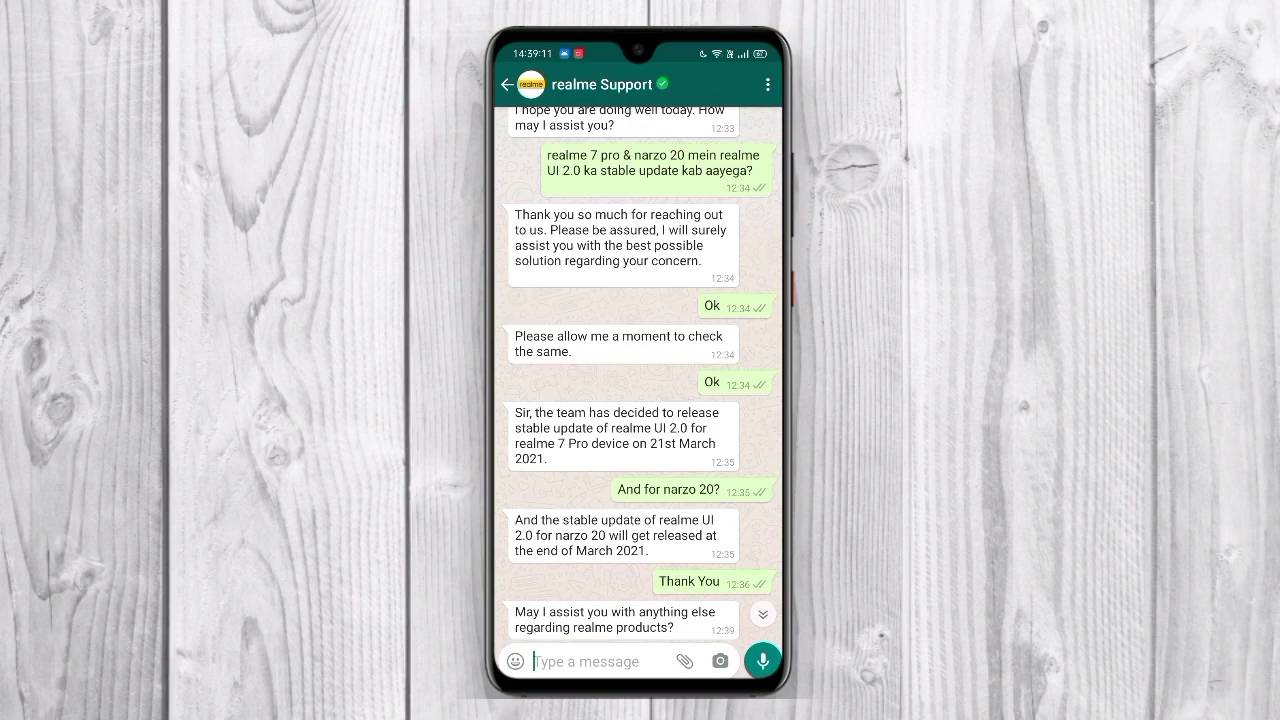 14:39:11
realme
realme Support
I hope you are doing well today. How
may I assist you?
12:33
realme 7 pro & narzo 20 mein realme
UI 2.0 ka stable update kab aayega?
12:34
Thank you so much for reaching out
to us. Please be assured, I will surely
assist you with the best possible
solution regarding your concern.
12:34
Ok 12:34
Please allow me a moment to check
the same.
12:34
Ok 12:34
Sir, the team has decided to release
stable update of realme UI 2.0 for
realme 7 Pro device on 21st March
2021.
12:35
And for narzo 20? 12:35
And the stable update of realme UI
2.0 for narzo 20 will get released at
the end of March 2021.
12:35
Thank You 12:36
May I assist you with anything else
regarding realme products?
12:39
Type a message